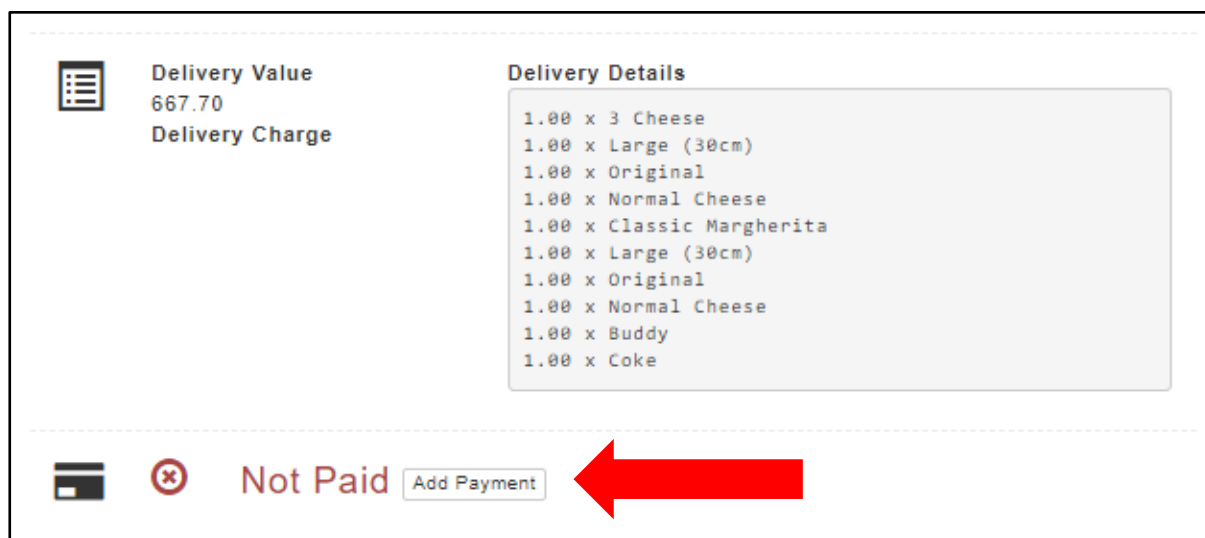 Delivery Value
667.70
Delivery Charge
Delivery Details
1.00 x 3 Cheese
1.00 x Large (30cm)
1.00 x Original
1.00 x Normal Cheese
1.00 x Classic Margherita
1.00 x Large (30cm)
1.00 x Original
1.00 x Normal Cheese
1.00 x Buddy
1.00 x Coke
Not Paid Add Payment